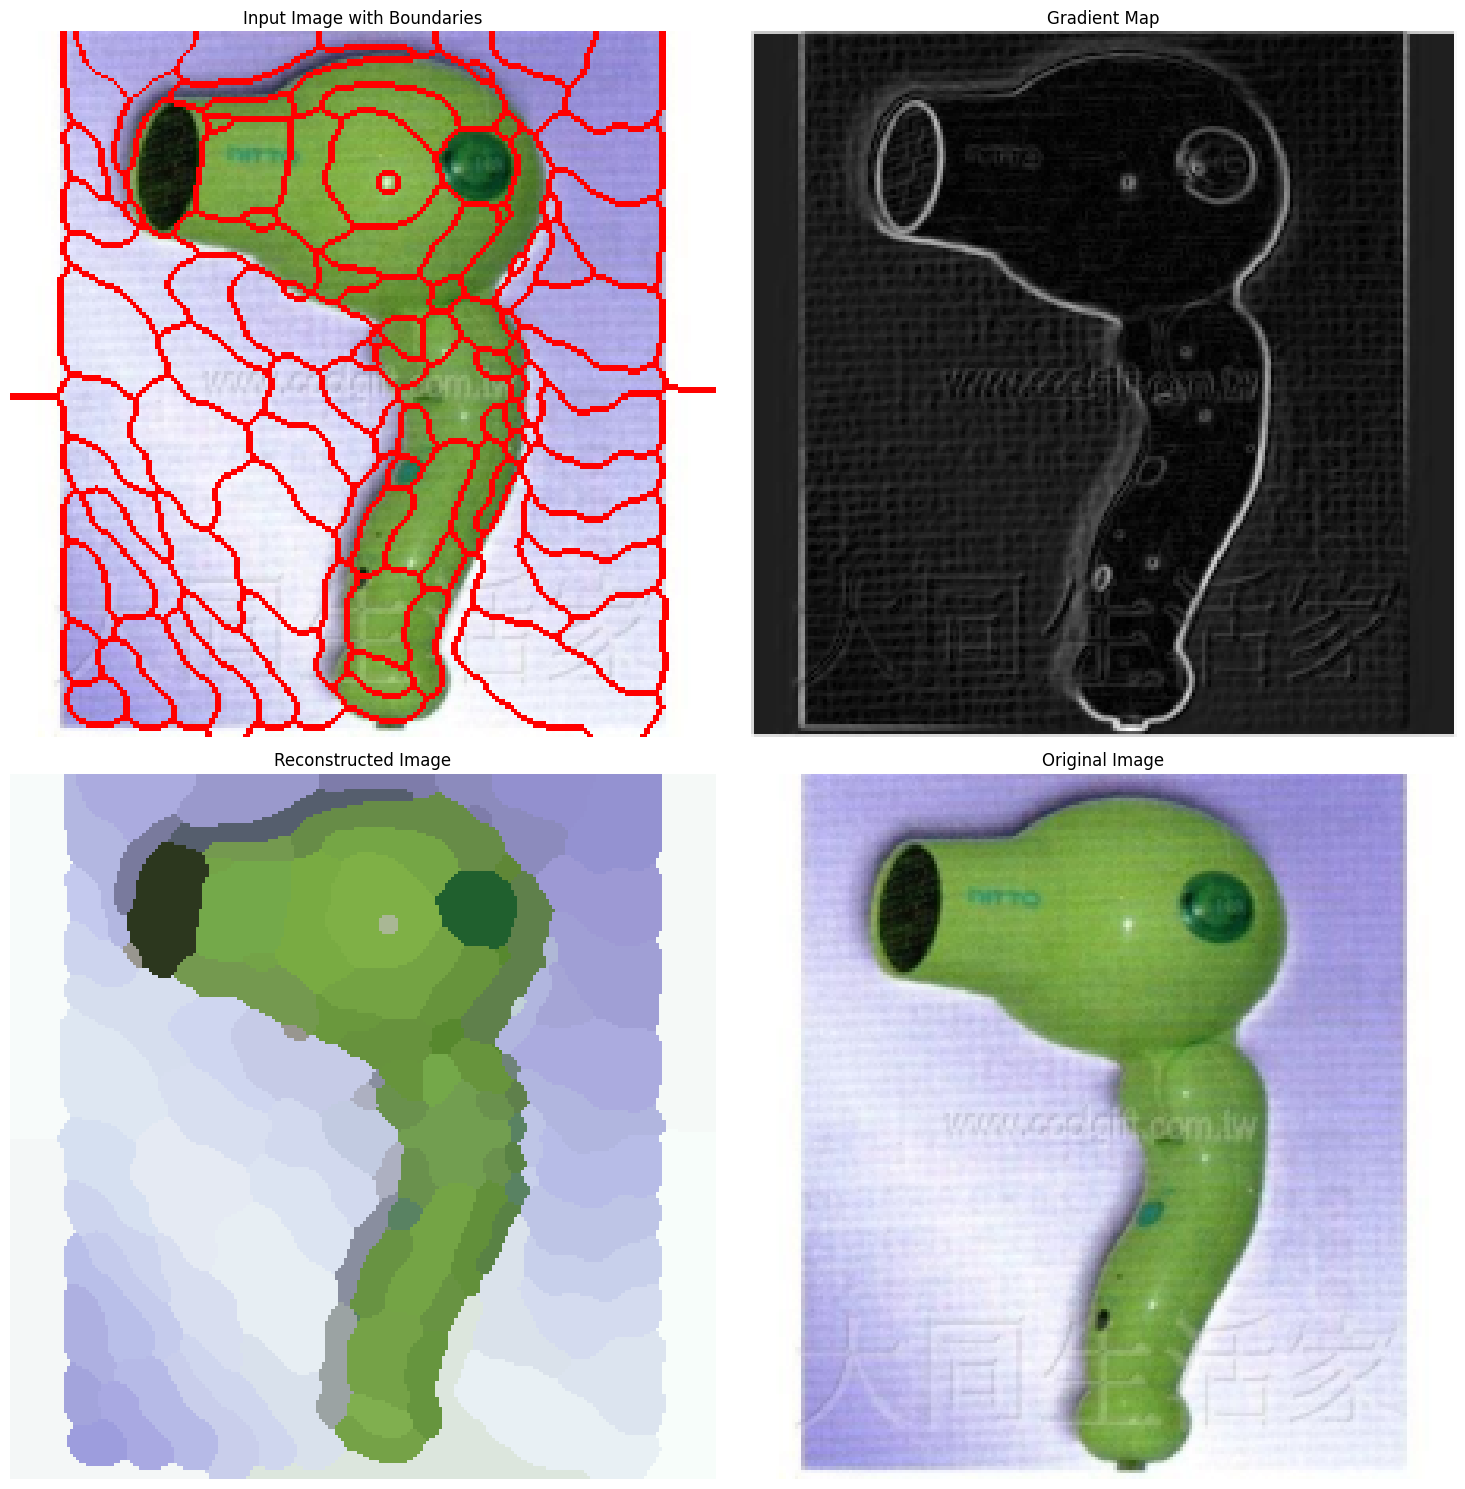 Input Image with Boundaries
NITTO
www.coolgift.com.tw
大同生活家
Gradient Map
NITTO
www.coolgift.com.tw
大同生活家
Reconstructed Image
Original Image
NITTO
www.coolgift.com.tw
大同生活家